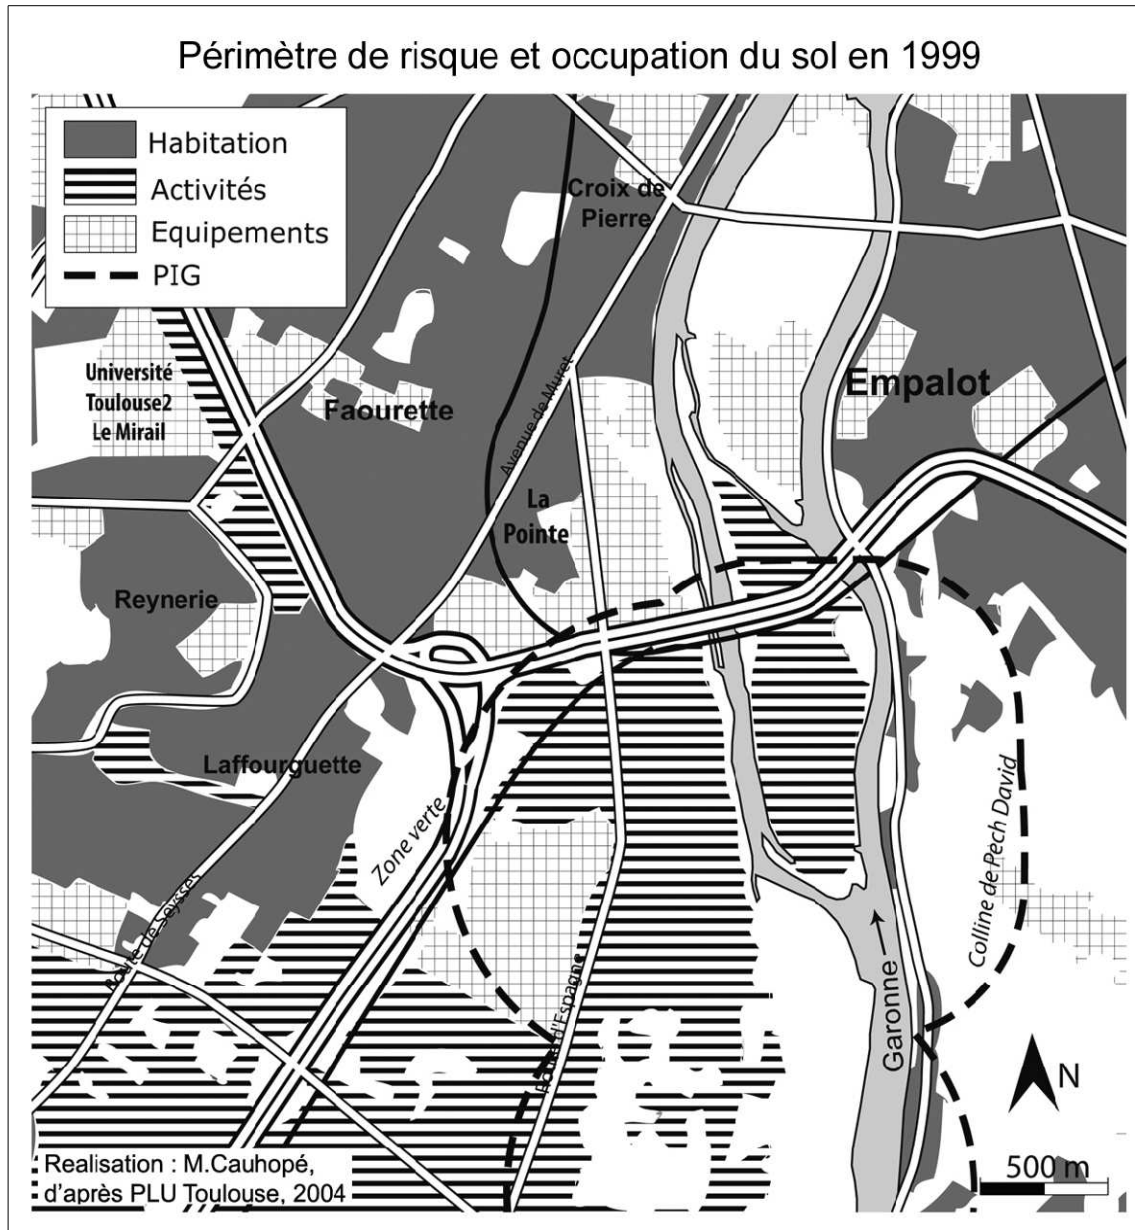 Périmètre de risque et occupation du sol en 1999
Habitation
Activités
Equipements
PIG
Croix de
Pierre
Université
Toulouse2
Le Mirail
Faourette
Avenue de Muret
Empalot
La
Pointe
Reynerie
Laffourguette
Zone verte
Colline de Pech David
Route de Seysses
Route d'Espagne
Garonne
N
500 m
Realisation : M.Cauhopé,
d'après PLU Toulouse, 2004